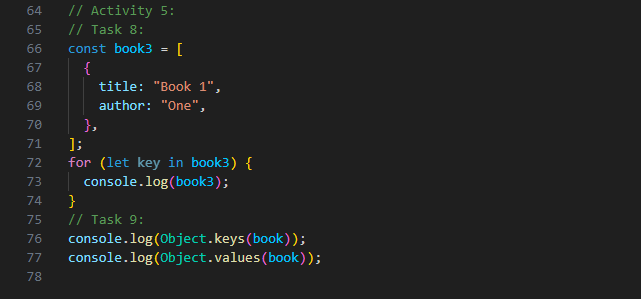 64 // Activity 5:
65 // Task 8:
66 const book3 = [
67 {
68 title: "Book 1",
69 author: "One",
70 },
71 ];
72 for (let key in book3) {
73 console.log(book3);
74 }
75 // Task 9:
76 console.log(Object.keys(book));
77 console.log(Object.values(book));
78